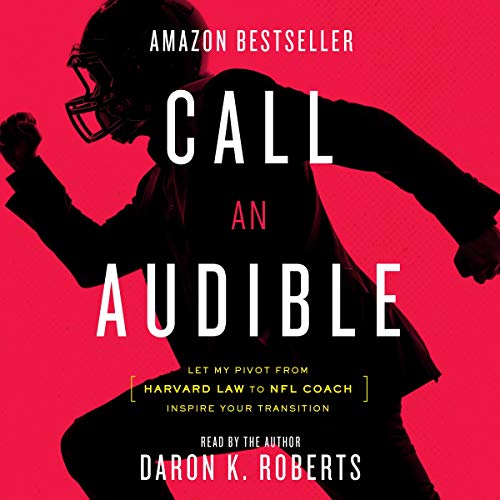 AMAZON BESTSELLER
CALL
AN
AUDIBLE
LET MY PIVOT FROM
[HARVARD LAW TO NFL COACH]
INSPIRE YOUR TRANSITION
READ BY THE AUTHOR
DARON K. ROBERTS